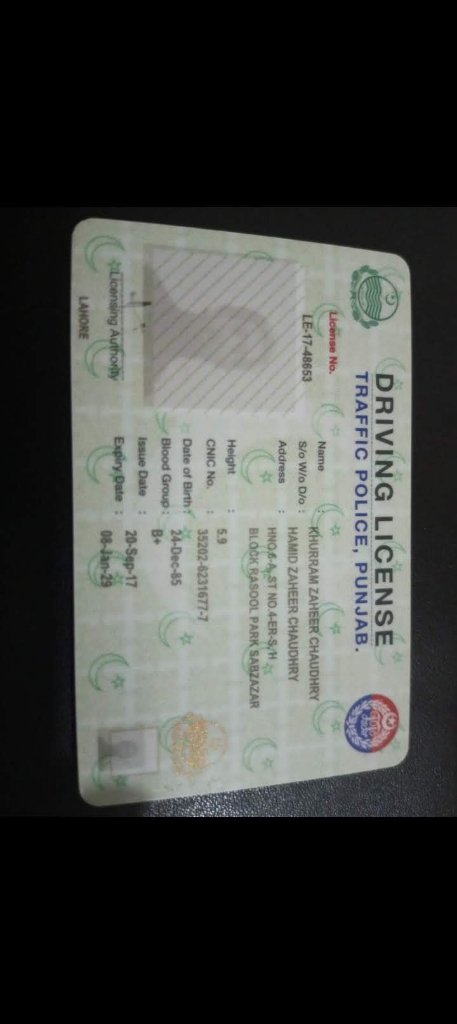 DRIVING LICENSE
TRAFFIC POLICE, PUNJAB.
License No.
LE-17-48653
Name : KHURRAM ZAHEER CHAUDHRY
S/o W/o D/o : HAMID ZAHEER CHAUDHRY
Address : HNO.6-A, ST NO.4-ER-S, H
BLOCK RASOOL PARK SABZAZAR
Height : 5.9
CNIC No. : 35202-6231677-7
Date of Birth : 24-Dec-85
Blood Group : B+
Issue Date : 20-Sep-17
Expiry Date : 08-Jan-29
Licensing Authority
LAHORE